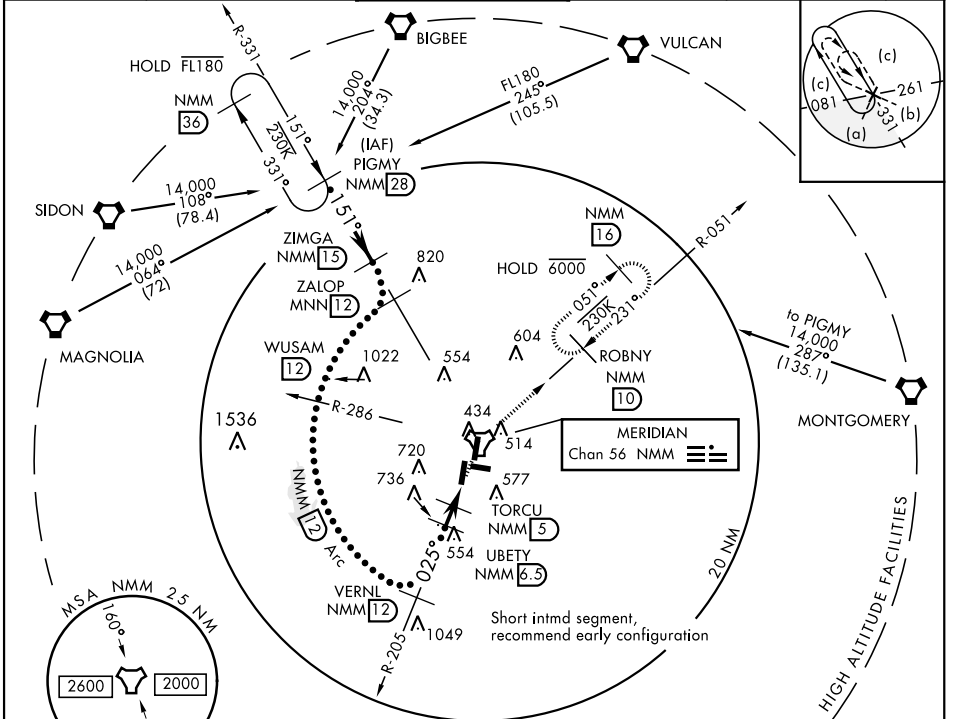 R-331
BIGBEE
VULCAN
HOLD FL180
NMM
36
14,000
204°
(34.3)
FL180
245°
(105.5)
(c)
(c)
081
261
(b)
331
(a)
151°
230K
331°
(IAF)
PIGMY
NMM 28
SIDON
14,000
108°
(78.4)
151°
14,000
064°
(72)
MAGNOLIA
ZIMGA
NMM 15
820
ZALOP
MNN 12
NMM
16
R-051
HOLD 6000
051°
230K
231°
WUSAM
12
1022
554
604
ROBNY
NMM
10
to PIGMY
14,000
287°
(135.1)
MONTGOMERY
R-286
1536
434
514
MERIDIAN
Chan 56 NMM
720
736
577
NMM 12 Arc
TORCU
NMM 5
554
UBETY
NMM 6.5
025°
20 NM
VERNL
NMM 12
1049
R-205
Short intmd segment,
recommend early configuration
HIGH ALTITUDE FACILITIES
MSA NMM 25 NM
160°
2600
2000